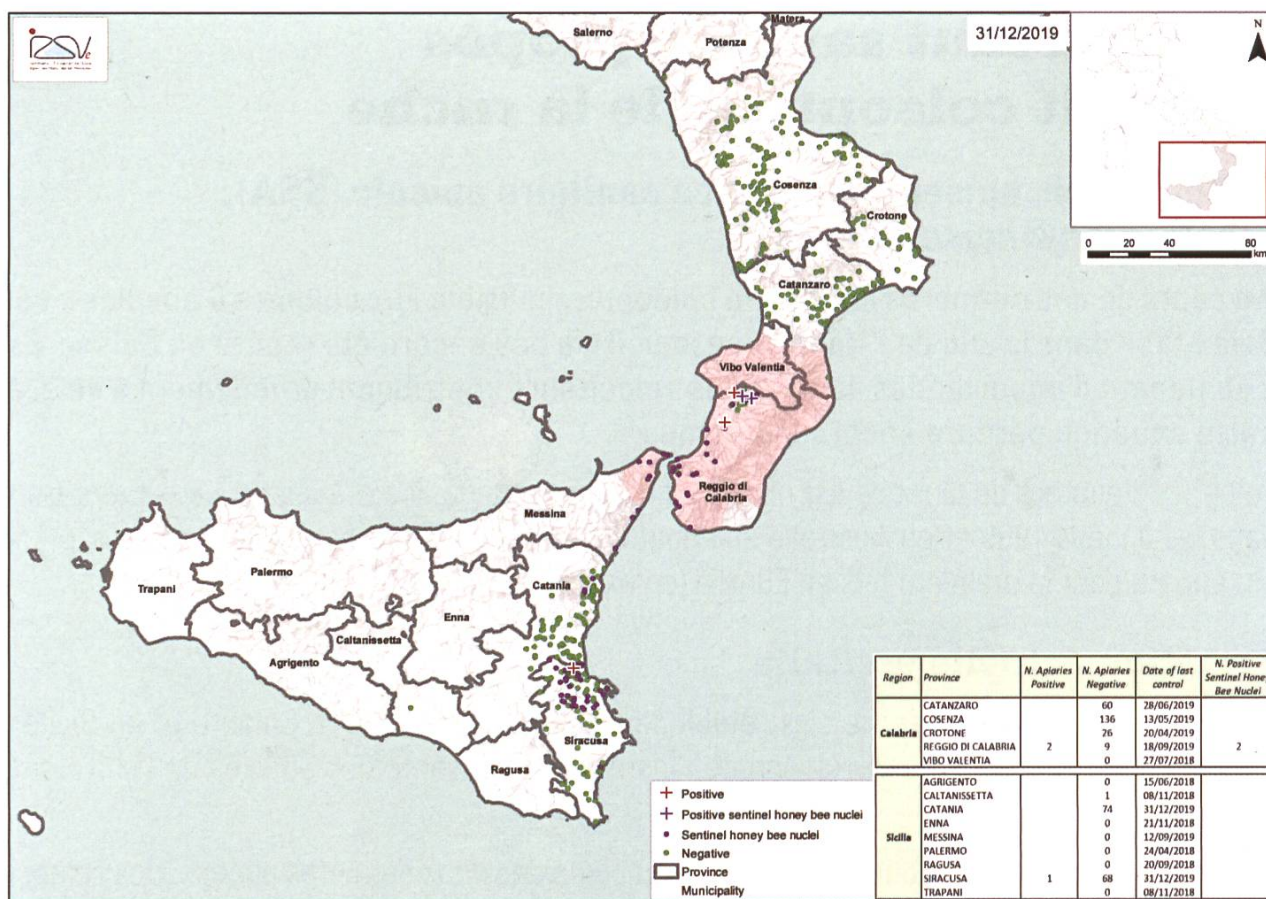 IZSVe
31/12/2019
N
0 20 40 80
km
Salerno
Potenza
Matera
Cosenza
Crotone
Catanzaro
Vibo Valentia
Reggio di
Calabria
Messina
Trapani
Palermo
Catania
Enna
Caltanissetta
Agrigento
Siracusa
Ragusa
Positive
Positive sentinel honey bee nuclei
Sentinel honey bee nuclei
Negative
Province
Municipality
Region Province N. Apiaries Positive N. Apiaries Negative Date of last control N. Positive Sentinel Honey Bee Nuclei
Calabria
CATANZARO 60 28/06/2019
COSENZA 136 13/05/2019
CROTONE 26 20/04/2019
REGGIO DI CALABRIA 2 9 18/09/2019 2
VIBO VALENTIA 0 27/07/2018
Sicilia
AGRIGENTO 0 15/06/2018
CALTANISSETTA 1 08/11/2018
CATANIA 74 31/12/2019
ENNA 0 21/11/2018
MESSINA 0 12/09/2019
PALERMO 0 24/04/2018
RAGUSA 0 20/09/2018
SIRACUSA 1 68 31/12/2019
TRAPANI 0 08/11/2018